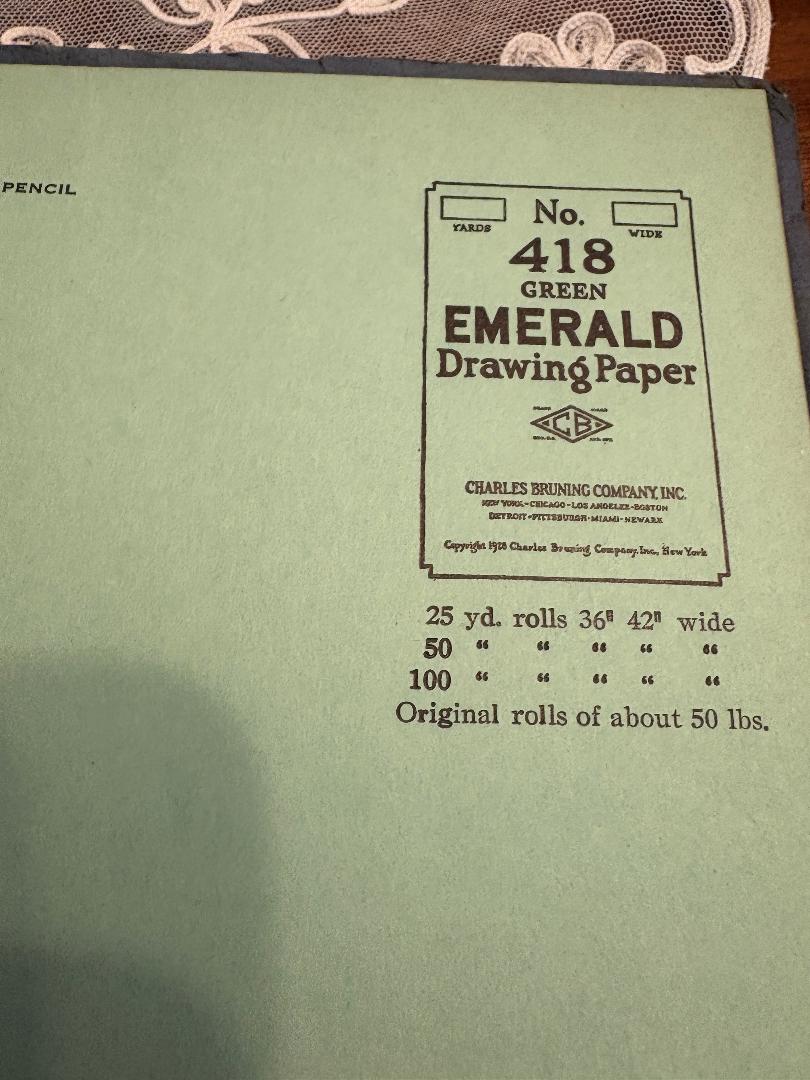 PENCIL
No.
YARDS
WIDE
418
GREEN
EMERALD
Drawing Paper
CB
CHARLES BRUNING COMPANY, INC.
NEW YORK-CHICAGO-LOS ANGELES-BOSTON
DETROIT-PITTSBURGH-MIAMI-NEWARK
Copyright Charles Bruning Company, Inc., New York
25 yd. rolls 36" 42" wide
50 “ “ “ “ “
100 “ “ “ “ “
Original rolls of about 50 lbs.